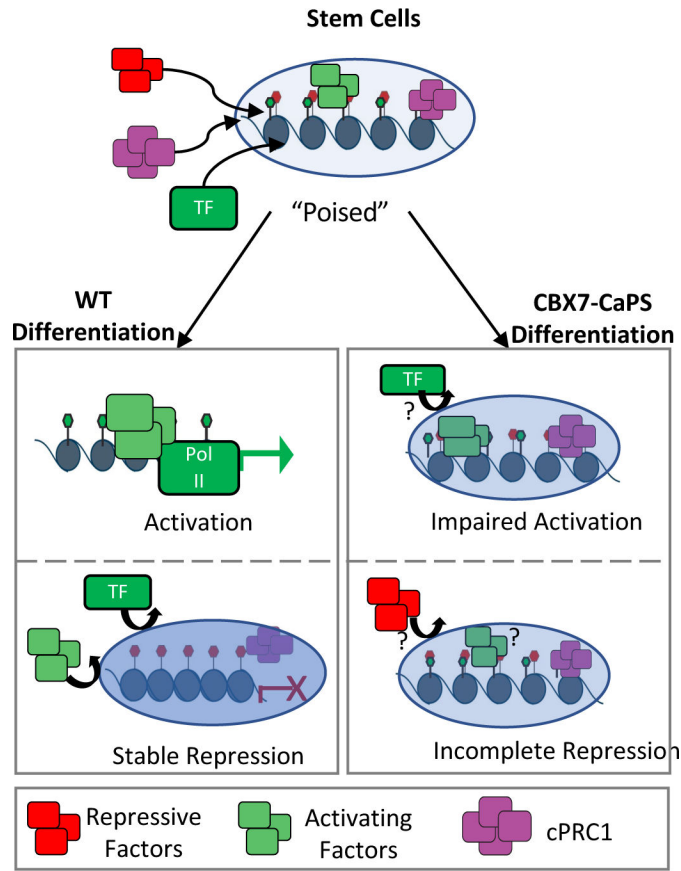 Stem Cells
TF
“Poised”
WT
Differentiation
CBX7-CaPS
Differentiation
Pol
II
Activation
TF
?
Impaired Activation
TF
X
Stable Repression
?
?
Incomplete Repression
Repressive
Factors
Activating
Factors
cPRC1